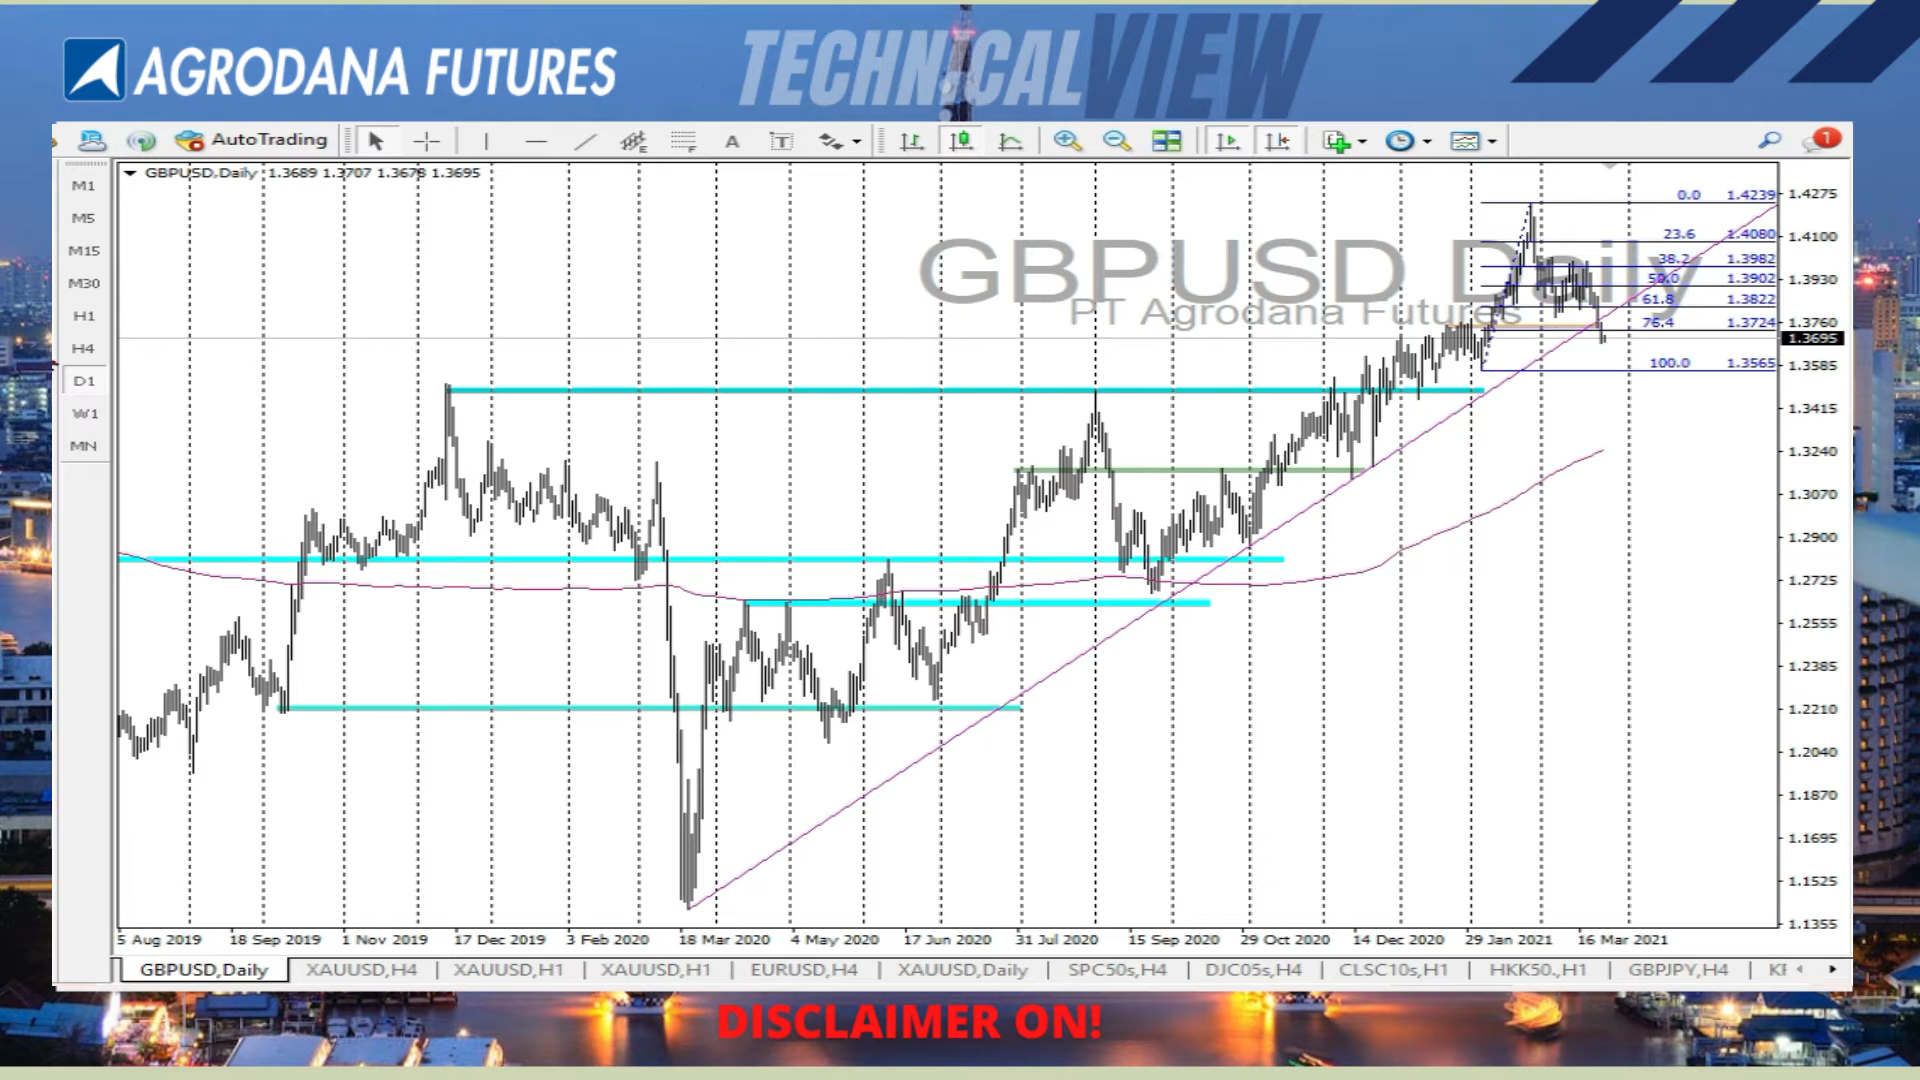 AGRODANA FUTURES
TECHNICAL VIEW
AutoTrading
A
T
1
M1
M5
M15
M30
H1
H4
D1
W1
MN
GBPUSD,Daily 1.3689 1.3707 1.3678 1.3695
GBPUSD Daily
PT Agrodana Futures
0.0 1.4239
23.6 1.4080
38.2 1.3982
50.0 1.3902
61.8 1.3822
76.4 1.3724
100.0 1.3565
1.4275
1.4100
1.3930
1.3760
1.3695
1.3585
1.3415
1.3240
1.3070
1.2900
1.2725
1.2555
1.2385
1.2210
1.2040
1.1870
1.1695
1.1525
1.1355
5 Aug 2019 18 Sep 2019 1 Nov 2019 17 Dec 2019 3 Feb 2020 18 Mar 2020 4 May 2020 17 Jun 2020 31 Jul 2020 15 Sep 2020 29 Oct 2020 14 Dec 2020 29 Jan 2021 16 Mar 2021
GBPUSD,Daily XAUUSD,H4 XAUUSD,H1 XAUUSD,H1 EURUSD,H4 XAUUSD,Daily SPC50s,H4 DJC05s,H4 CLSC10s,H1 HKK50.,H1 GBPJPY,H4
DISCLAIMER ON!